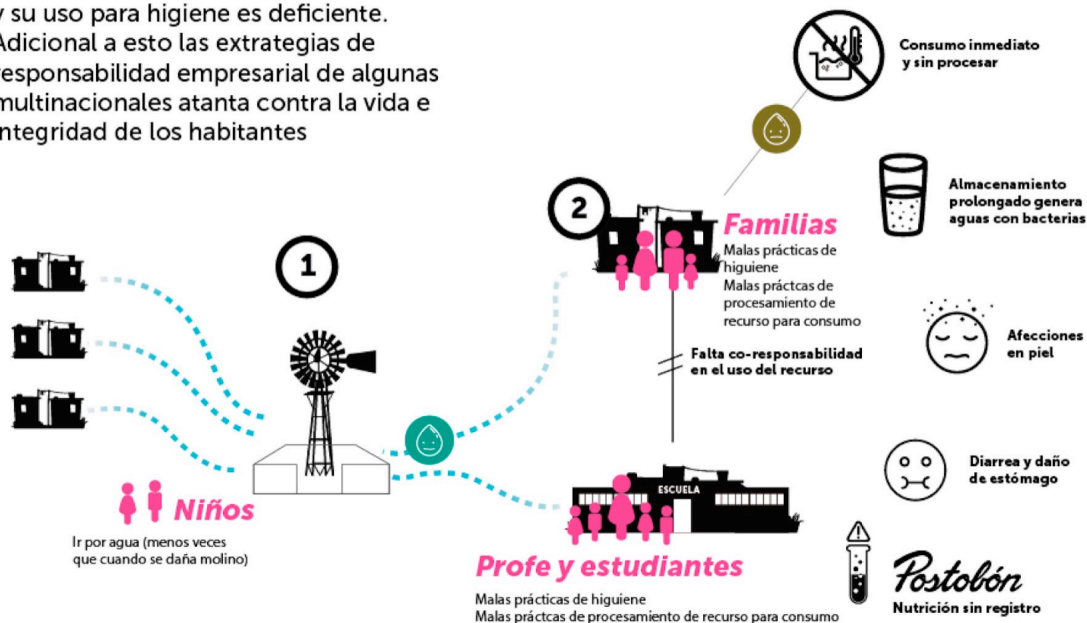 y su uso para higiene es deficiente.
Adicional a esto las extrategias de
responsabilidad empresarial de algunas
multinacionales atanta contra la vida e
integridad de los habitantes
1
Niños
Ir por agua (menos veces
que cuando se daña molino)
2
Familias
Malas prácticas de
higuiene
Malas práctcas de
procesamiento de
recurso para consumo
Falta co-responsabilidad
en el uso del recurso
ESCUELA
Profe y estudiantes
Malas prácticas de higuiene
Malas práctcas de procesamiento de recurso para consumo
Consumo inmediato
y sin procesar
Almacenamiento
prolongado genera
aguas con bacterias
Afecciones
en piel
Diarrea y daño
de estómago
Postobón
Nutrición sin registro